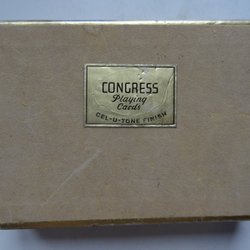 CONGRESS
Playing
Cards
CEL-U-TONE FINISH